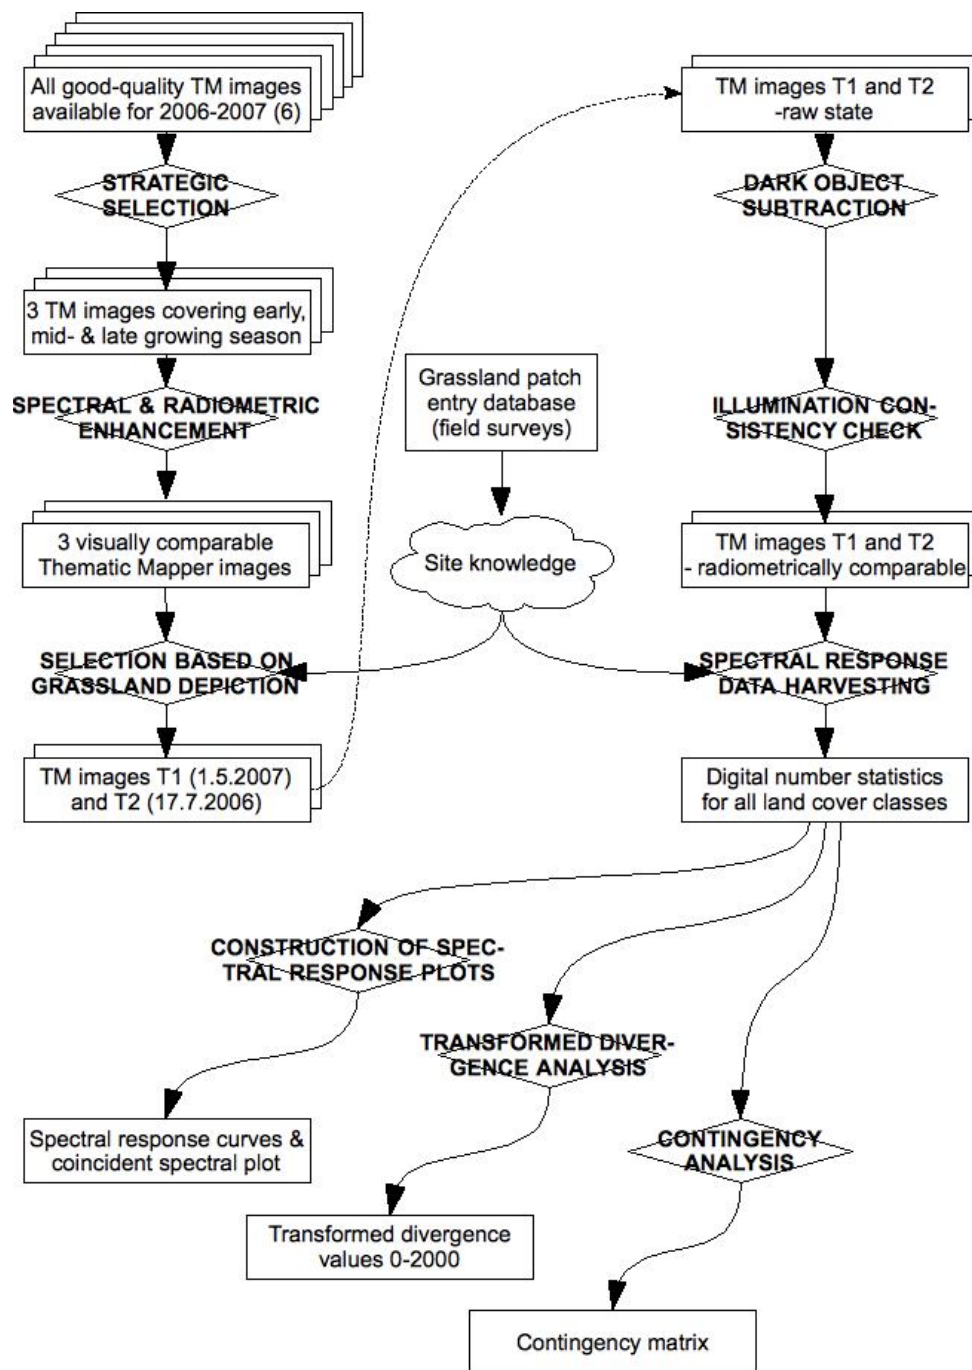 All good-quality TM images
available for 2006-2007 (6)
STRATEGIC
SELECTION
3 TM images covering early,
mid- & late growing season
SPECTRAL & RADIOMETRIC
ENHANCEMENT
3 visually comparable
Thematic Mapper images
SELECTION BASED ON
GRASSLAND DEPICTION
TM images T1 (1.5.2007)
and T2 (17.7.2006)
Grassland patch
entry database
(field surveys)
Site knowledge
TM images T1 and T2
-raw state
DARK OBJECT
SUBTRACTION
ILLUMINATION CON-
SISTENCY CHECK
TM images T1 and T2
- radiometrically comparable
SPECTRAL RESPONSE
DATA HARVESTING
Digital number statistics
for all land cover classes
CONSTRUCTION OF SPEC-
TRAL RESPONSE PLOTS
TRANSFORMED DIVER-
GENCE ANALYSIS
CONTINGENCY
ANALYSIS
Spectral response curves &
coincident spectral plot
Transformed divergence
values 0-2000
Contingency matrix